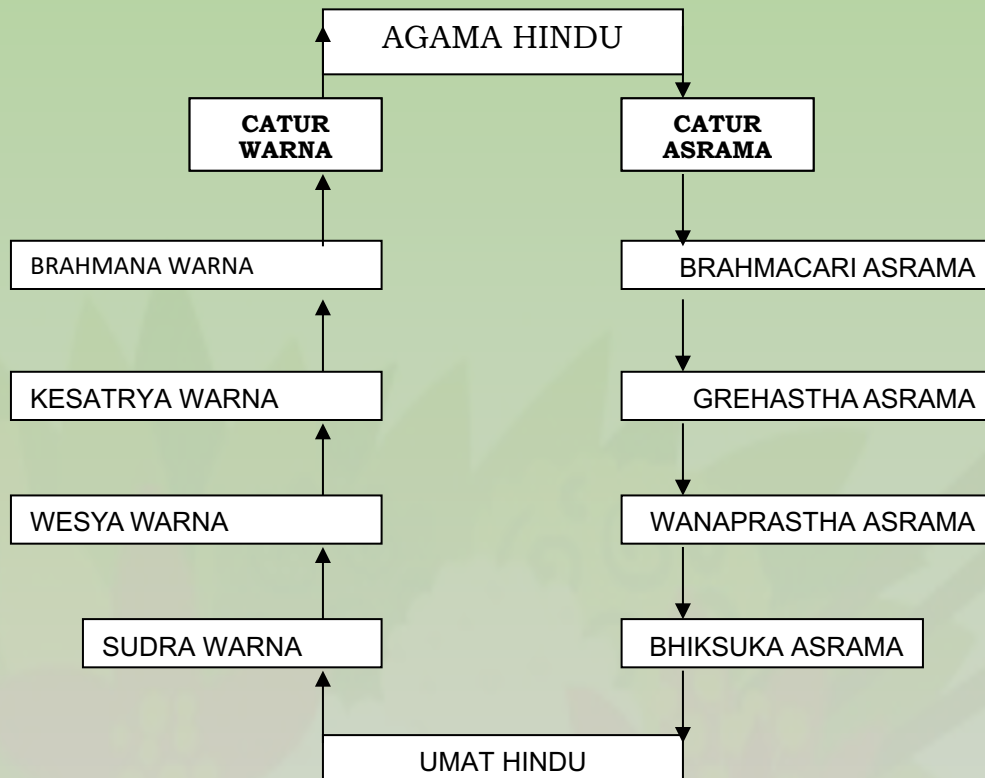 AGAMA HINDU
CATUR
WARNA
CATUR
ASRAMA
BRAHMANA WARNA
BRAHMACARI ASRAMA
KESATRYA WARNA
GREHASTHA ASRAMA
WESYA WARNA
WANAPRASTHA ASRAMA
SUDRA WARNA
BHIKSUKA ASRAMA
UMAT HINDU